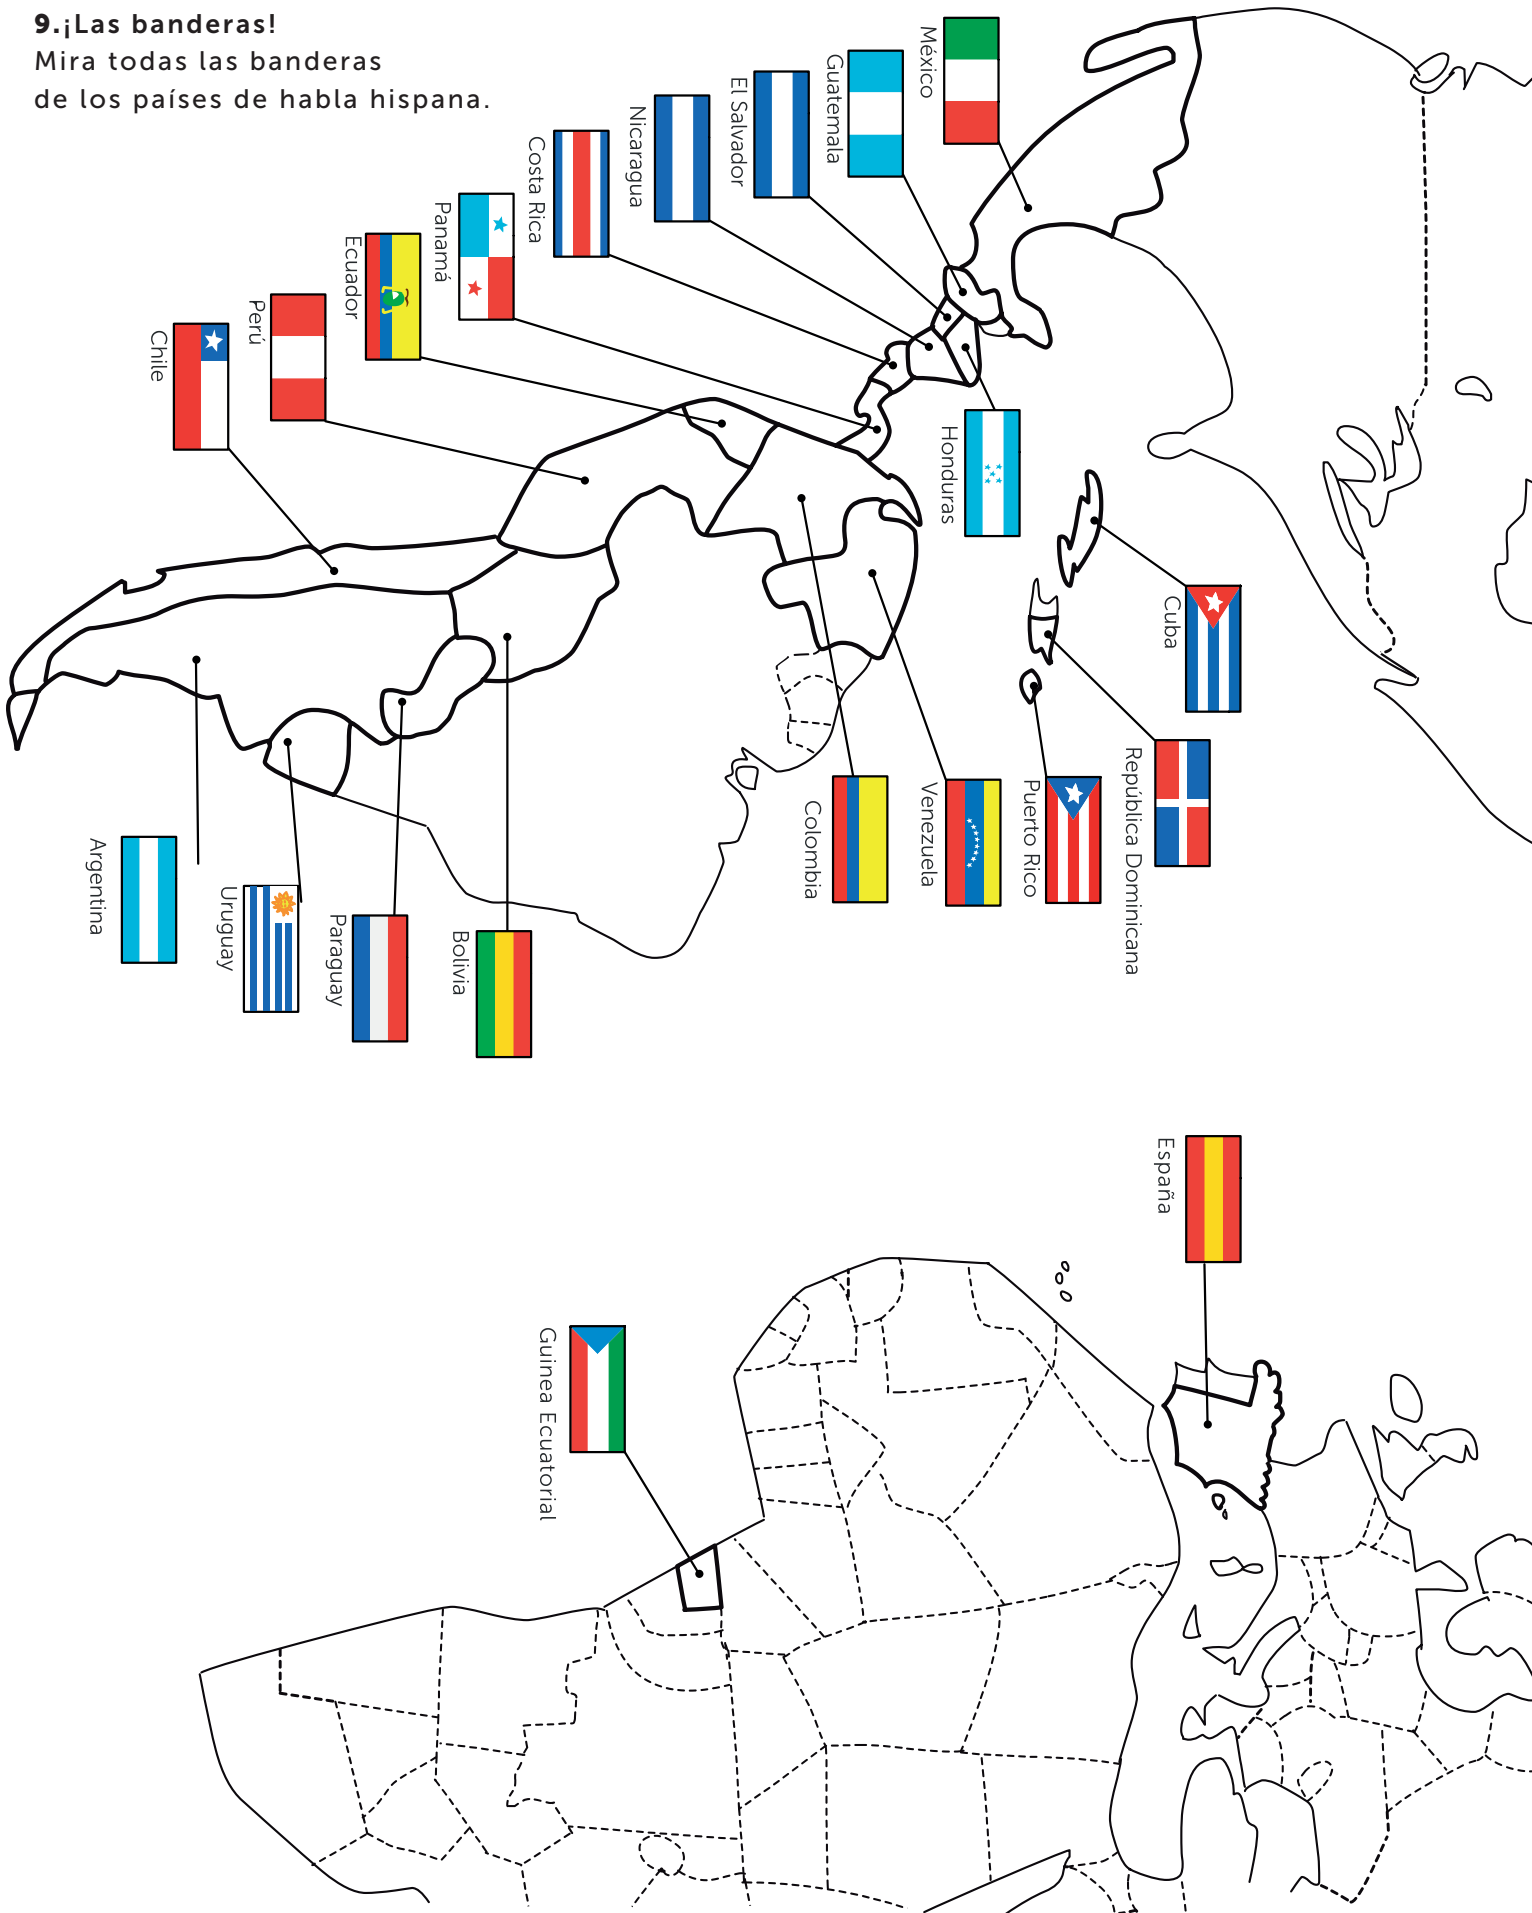 9.¡Las banderas!
Mira todas las banderas
de los países de habla hispana.
México
Guatemala
El Salvador
Nicaragua
Costa Rica
Panamá
Ecuador
Perú
Chile
Honduras
Cuba
República Dominicana
Puerto Rico
Venezuela
Colombia
Bolivia
Paraguay
Uruguay
Argentina
España
Guinea Ecuatorial